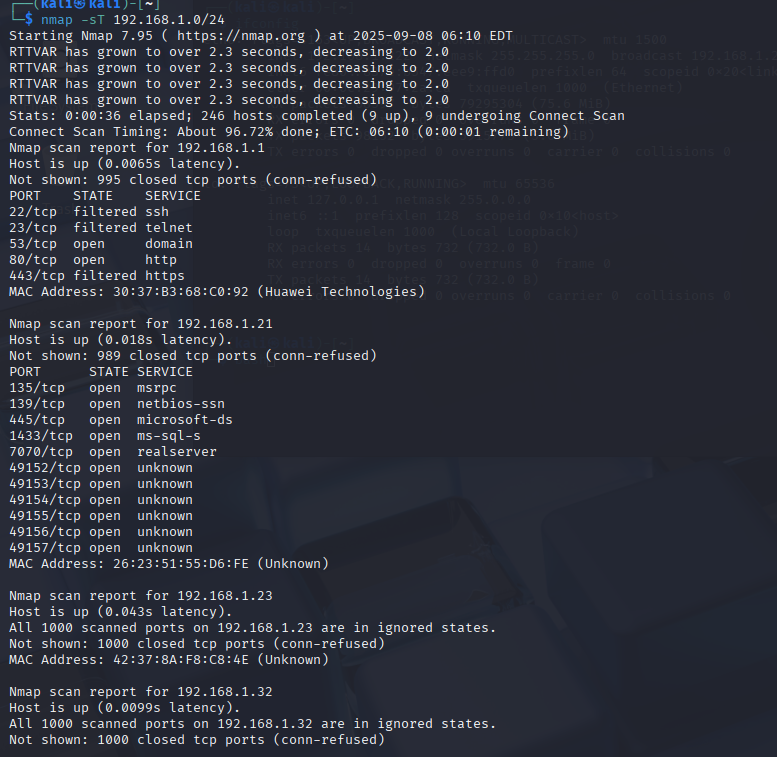 ┌──(kali㉿kali)-[~]
└─$ nmap -sT 192.168.1.0/24
Starting Nmap 7.95 ( https://nmap.org ) at 2025-09-08 06:10 EDT
RTTVAR has grown to over 2.3 seconds, decreasing to 2.0
RTTVAR has grown to over 2.3 seconds, decreasing to 2.0
RTTVAR has grown to over 2.3 seconds, decreasing to 2.0
RTTVAR has grown to over 2.3 seconds, decreasing to 2.0
Stats: 0:00:36 elapsed; 246 hosts completed (9 up), 9 undergoing Connect Scan
Connect Scan Timing: About 96.72% done; ETC: 06:10 (0:00:01 remaining)
Nmap scan report for 192.168.1.1
Host is up (0.0065s latency).
Not shown: 995 closed tcp ports (conn-refused)
PORT    STATE    SERVICE
22/tcp  filtered ssh
23/tcp  filtered telnet
53/tcp  open     domain
80/tcp  open     http
443/tcp filtered https
MAC Address: 30:37:B3:68:C0:92 (Huawei Technologies)

Nmap scan report for 192.168.1.21
Host is up (0.018s latency).
Not shown: 989 closed tcp ports (conn-refused)
PORT      STATE SERVICE
135/tcp   open  msrpc
139/tcp   open  netbios-ssn
445/tcp   open  microsoft-ds
1433/tcp  open  ms-sql-s
7070/tcp  open  realserver
49152/tcp open  unknown
49153/tcp open  unknown
49154/tcp open  unknown
49155/tcp open  unknown
49156/tcp open  unknown
49157/tcp open  unknown
MAC Address: 26:23:51:55:D6:FE (Unknown)

Nmap scan report for 192.168.1.23
Host is up (0.043s latency).
All 1000 scanned ports on 192.168.1.23 are in ignored states.
Not shown: 1000 closed tcp ports (conn-refused)
MAC Address: 42:37:8A:F8:C8:4E (Unknown)

Nmap scan report for 192.168.1.32
Host is up (0.0099s latency).
All 1000 scanned ports on 192.168.1.32 are in ignored states.
Not shown: 1000 closed tcp ports (conn-refused)